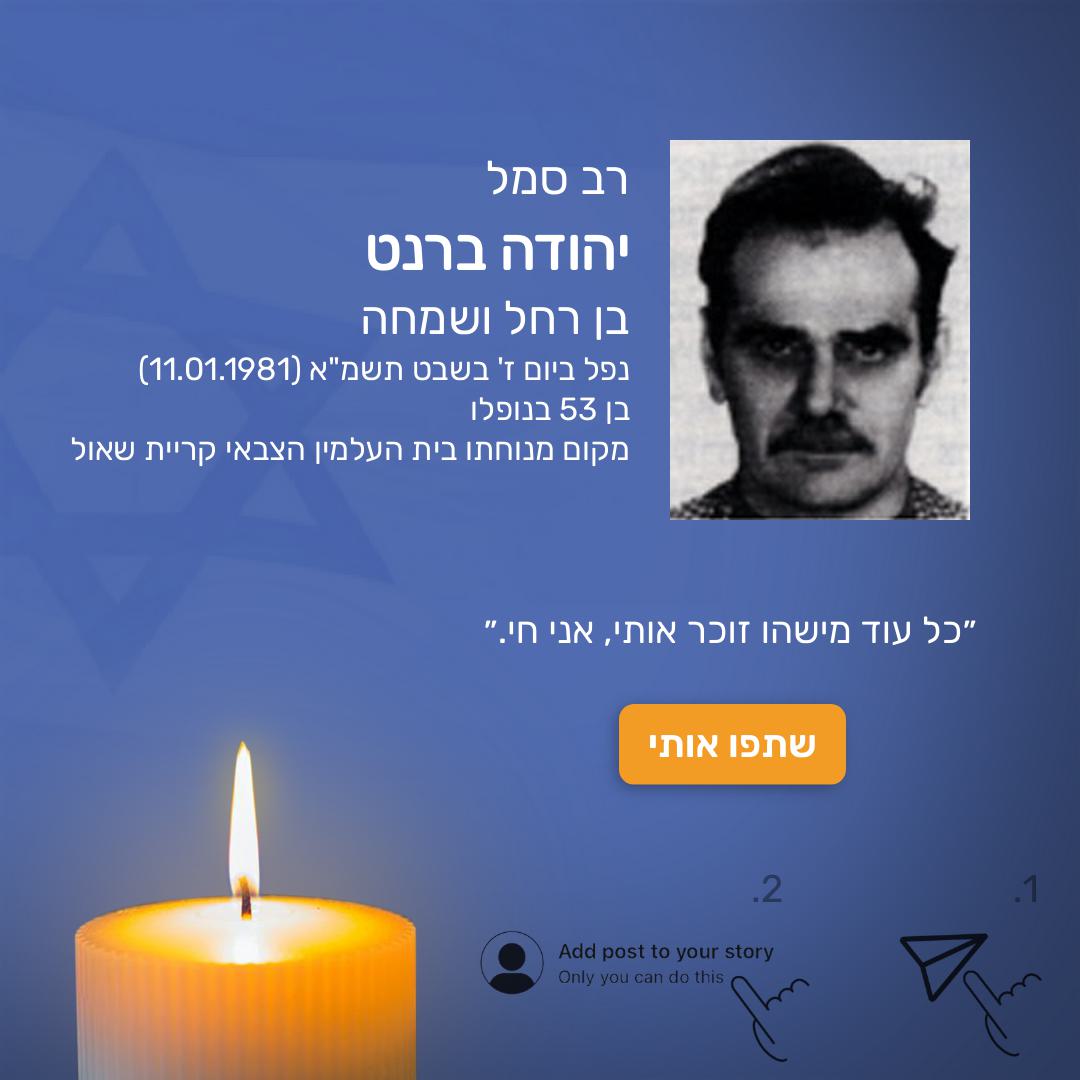 רב סמל
יהודה ברנט
בן רחל ושמחה
נפל ביום ז' בשבט תשמ"א (11.01.1981)
בן 53 בנופלו
מקום מנוחתו בית העלמין הצבאי קריית שאול
״כל עוד מישהו זוכר אותי, אני חי.״
שתפו אותי
1.
2.
Add post to your story
Only you can do this